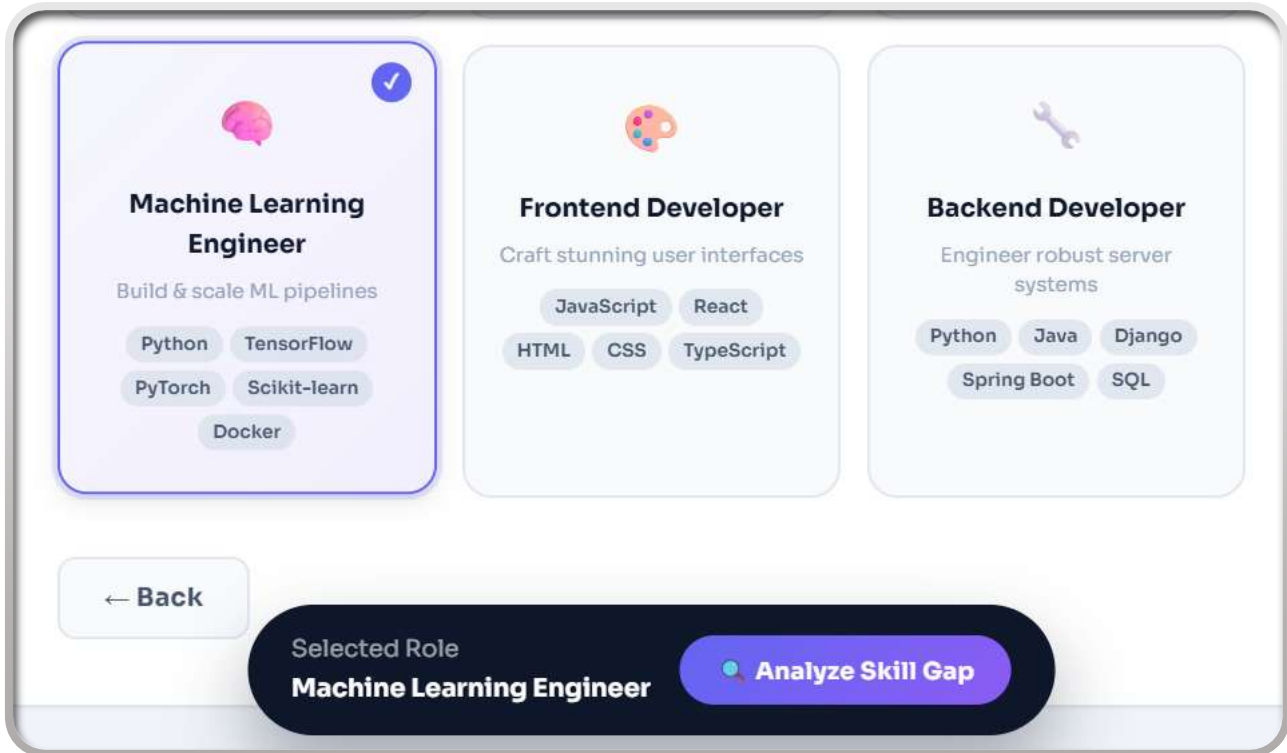 Machine Learning
Engineer
Build & scale ML pipelines
Python TensorFlow
PyTorch Scikit-learn
Docker
Frontend Developer
Craft stunning user interfaces
JavaScript React
HTML CSS TypeScript
Backend Developer
Engineer robust server
systems
Python Java Django
Spring Boot SQL
← Back
Selected Role
Machine Learning Engineer
Analyze Skill Gap